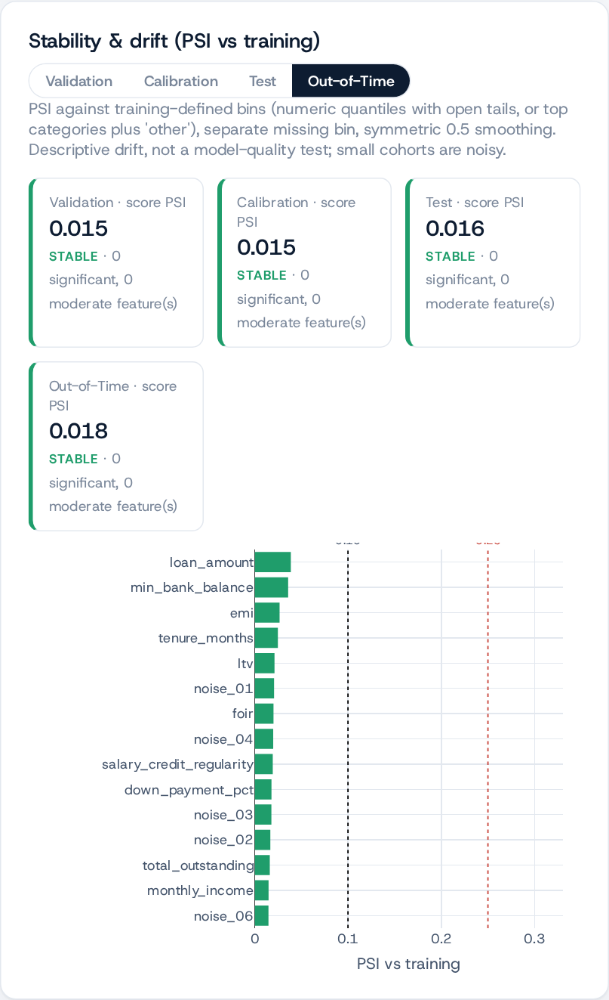 Stability & drift (PSI vs training)
Validation Calibration Test Out-of-Time
PSI against training-defined bins (numeric quantiles with open tails, or top
categories plus 'other'), separate missing bin, symmetric 0.5 smoothing.
Descriptive drift, not a model-quality test; small cohorts are noisy.
Validation · score PSI
0.015
STABLE · 0
significant, 0
moderate feature(s)
Calibration · score
PSI
0.015
STABLE · 0
significant, 0
moderate feature(s)
Test · score PSI
0.016
STABLE · 0
significant, 0
moderate feature(s)
Out-of-Time · score
PSI
0.018
STABLE · 0
significant, 0
moderate feature(s)
loan_amount
min_bank_balance
emi
tenure_months
ltv
noise_01
foir
noise_04
salary_credit_regularity
down_payment_pct
noise_03
noise_02
total_outstanding
monthly_income
noise_06
0 0.1 0.2 0.3
PSI vs training